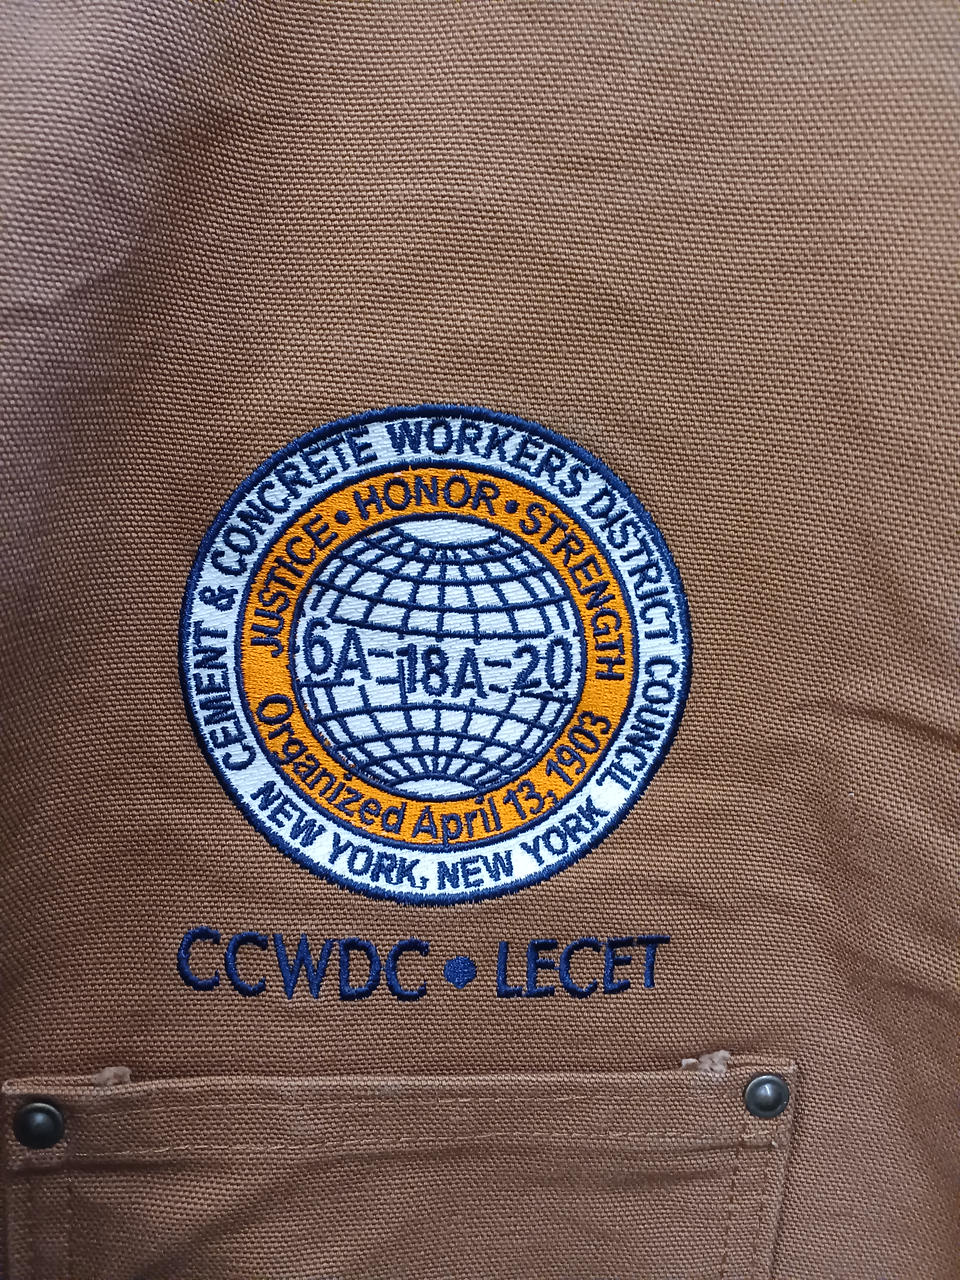 CEMENT & CONCRETE WORKERS DISTRICT COUNCIL
JUSTICE • HONOR • STRENGTH
6A-18A-20
Organized April 13, 1903
NEW YORK, NEW YORK
CCWDC • LECET